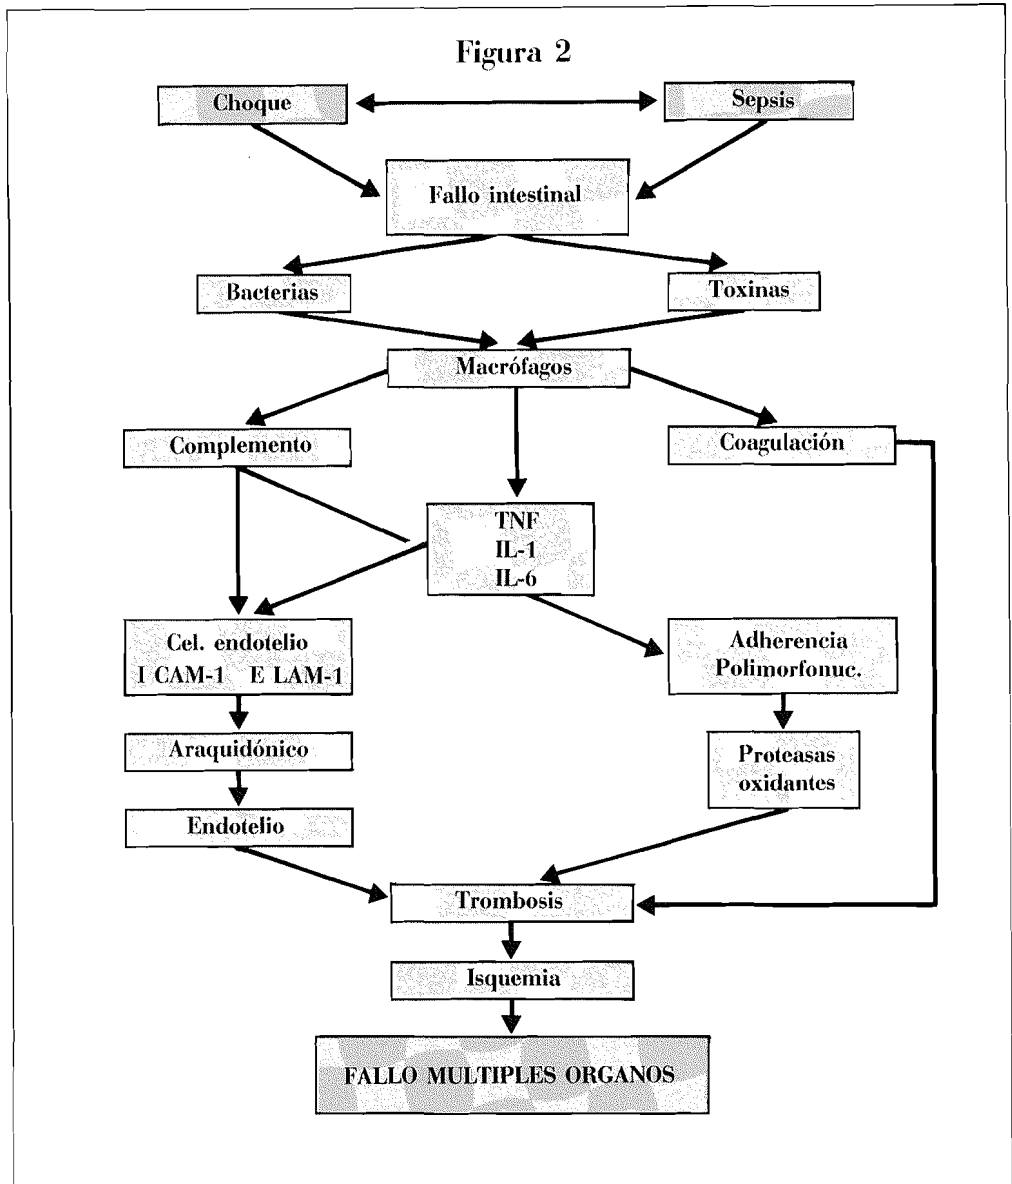 Figura 2
Choque
Sepsis
Fallo intestinal
Bacterias
Toxinas
Macrófagos
Complemento
Coagulación
TNF
IL-1
IL-6
Cel. endotelio
I CAM-1 E LAM-1
Adherencia
Polimorfonuc.
Araquidónico
Proteasas
oxidantes
Endotelio
Trombosis
Isquemia
FALLO MULTIPLES ORGANOS